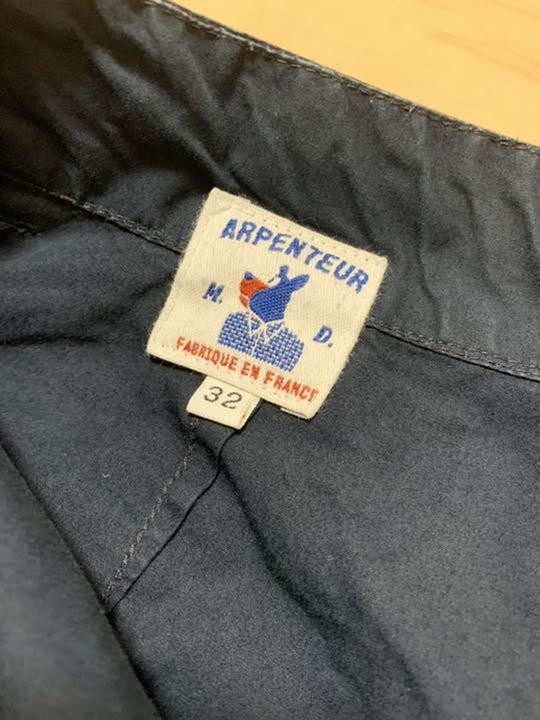 ARPENTEUR
M. D.
FABRIQUE EN FRANCE
32